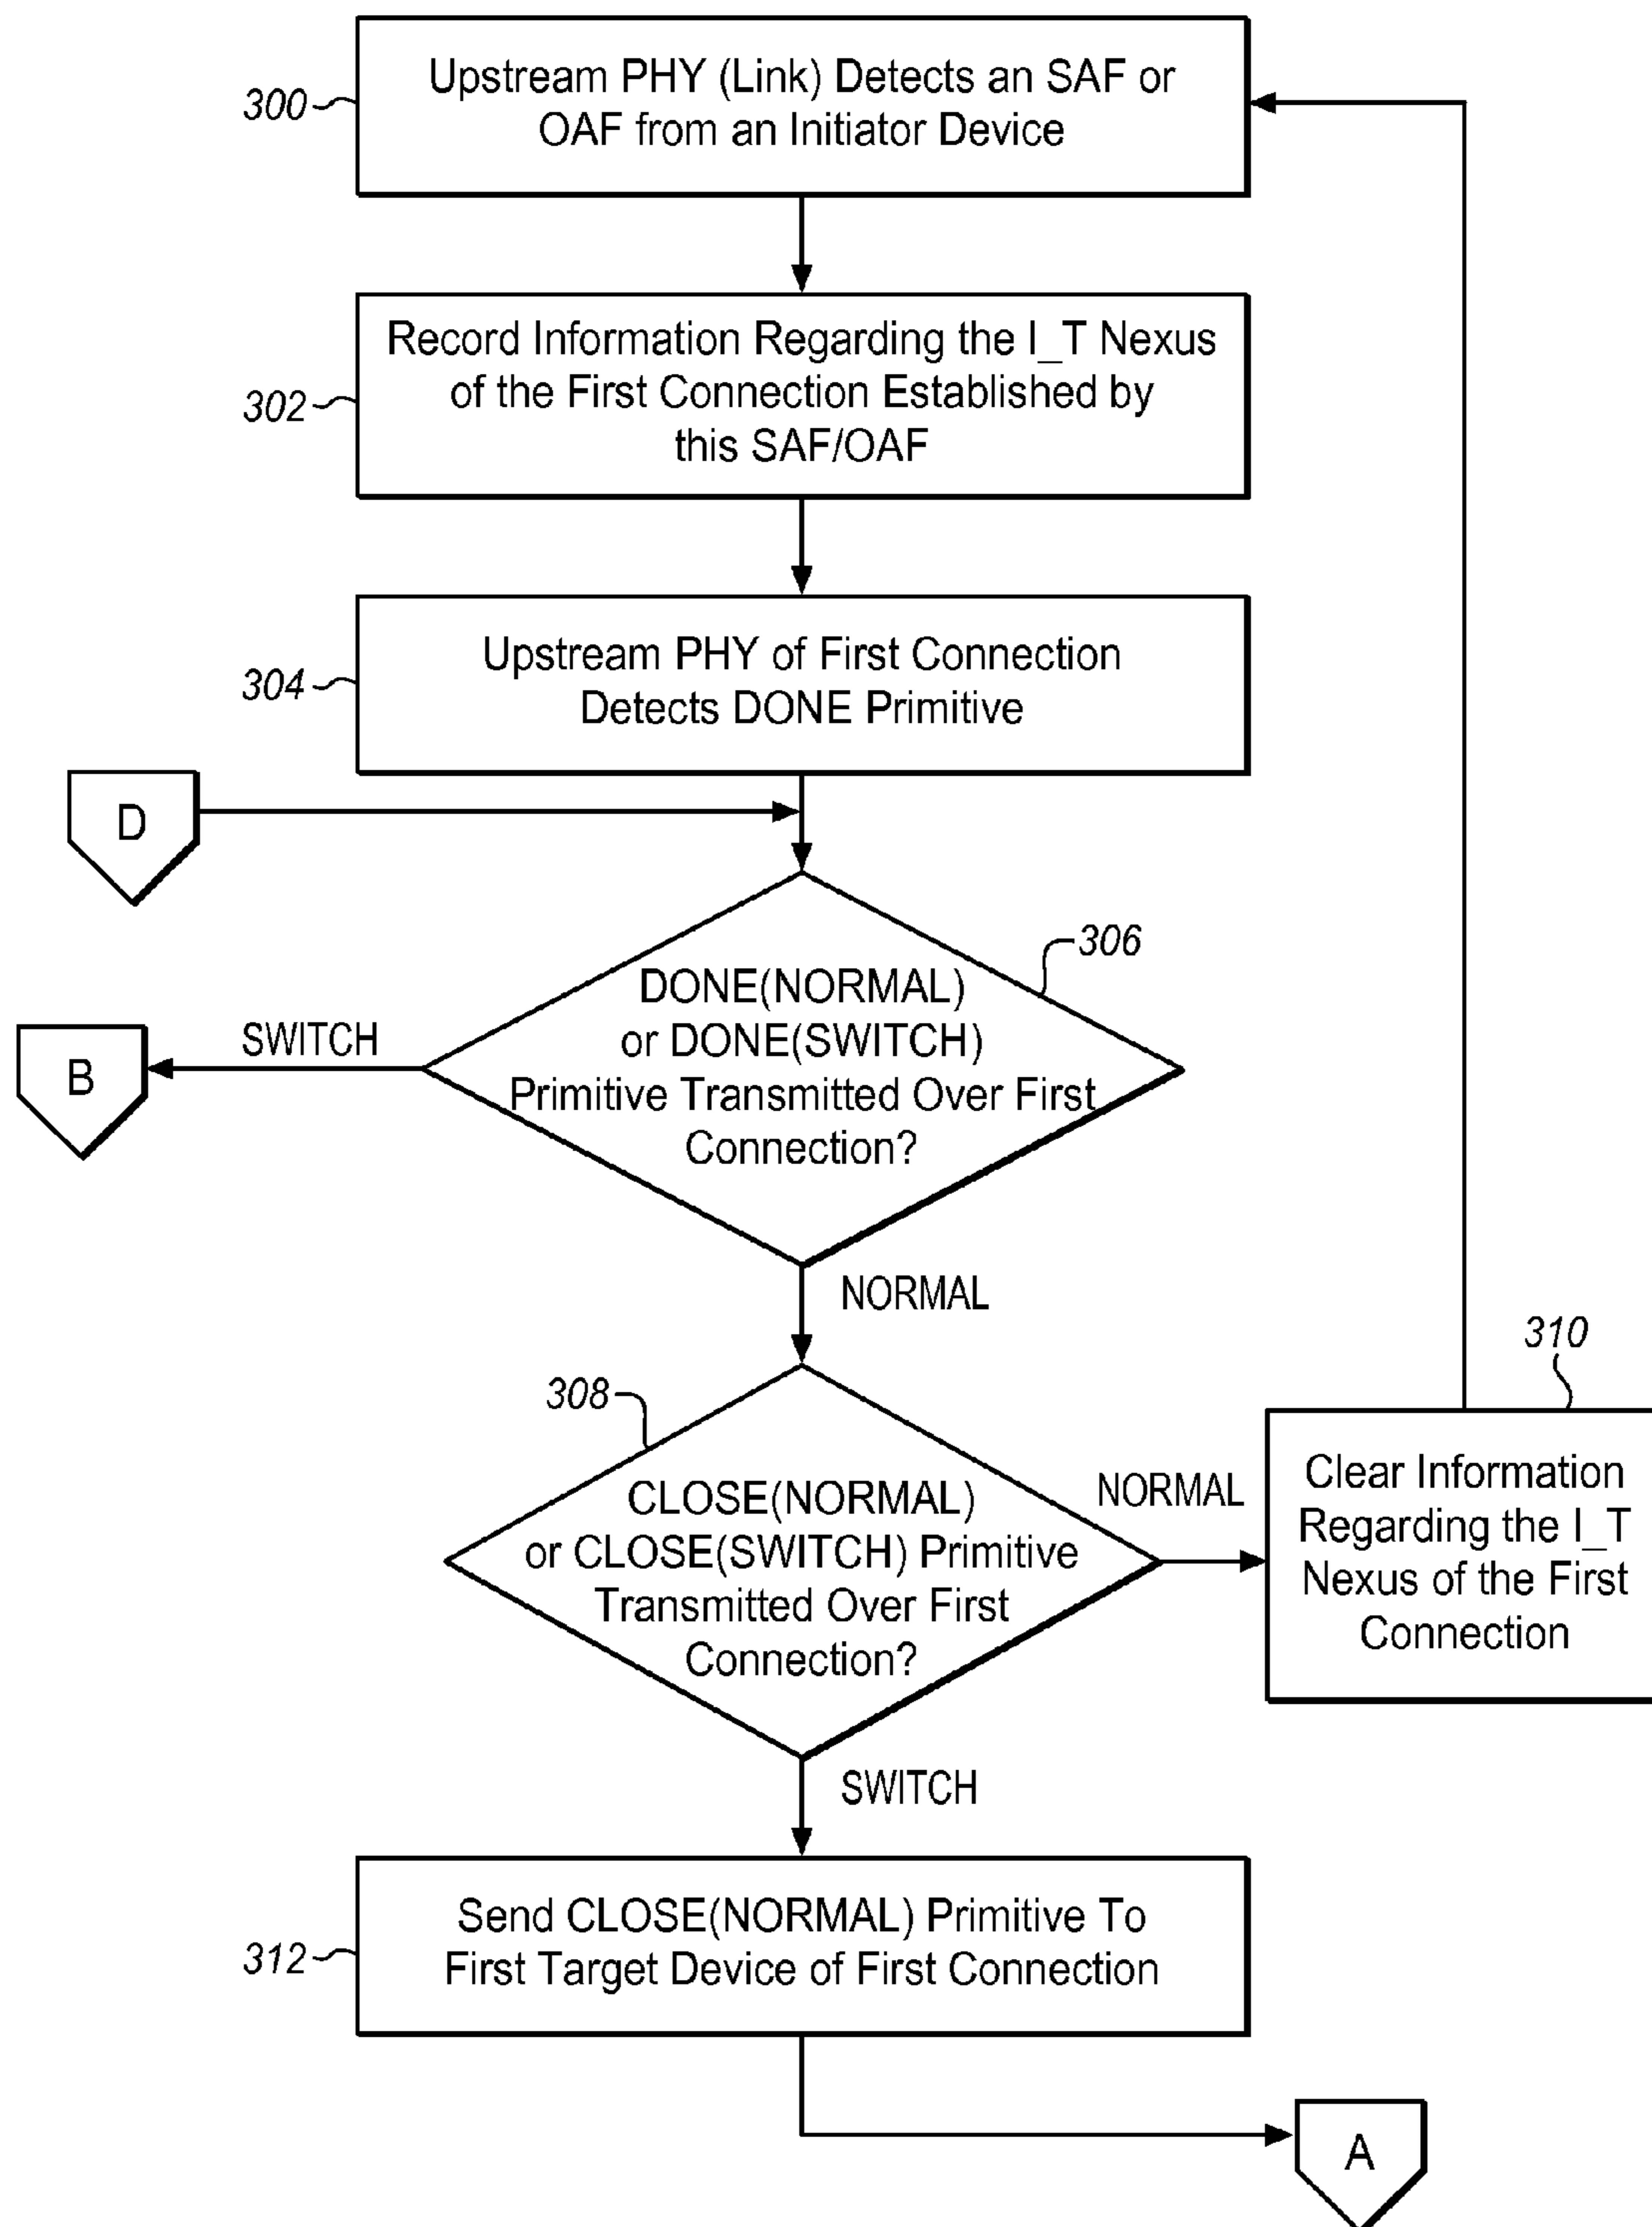 300
Upstream PHY (Link) Detects an SAF or
OAF from an Initiator Device
302
Record Information Regarding the I_T Nexus
of the First Connection Established by
this SAF/OAF
304
Upstream PHY of First Connection
Detects DONE Primitive
D
306
DONE(NORMAL)
or DONE(SWITCH)
Primitive Transmitted Over First
Connection?
SWITCH
B
NORMAL
308
CLOSE(NORMAL)
or CLOSE(SWITCH) Primitive
Transmitted Over First
Connection?
NORMAL
310
Clear Information
Regarding the I_T
Nexus of the First
Connection
SWITCH
312
Send CLOSE(NORMAL) Primitive To
First Target Device of First Connection
A